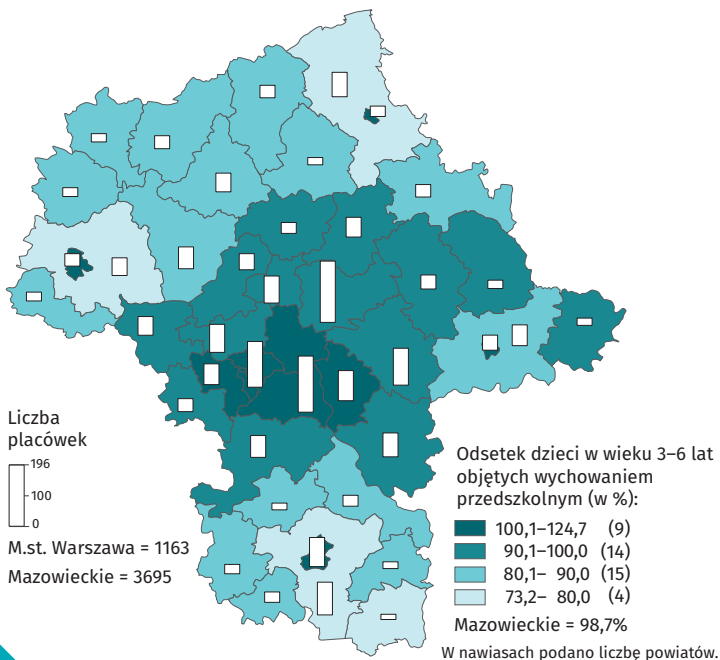 Liczba
placówek
196
100
0
M.st. Warszawa = 1163
Mazowieckie = 3695
Odsetek dzieci w wieku 3–6 lat
objętych wychowaniem
przedszkolnym (w %):
100,1–124,7 (9)
90,1–100,0 (14)
80,1– 90,0 (15)
73,2– 80,0 (4)
Mazowieckie = 98,7%
W nawiasach podano liczbę powiatów.